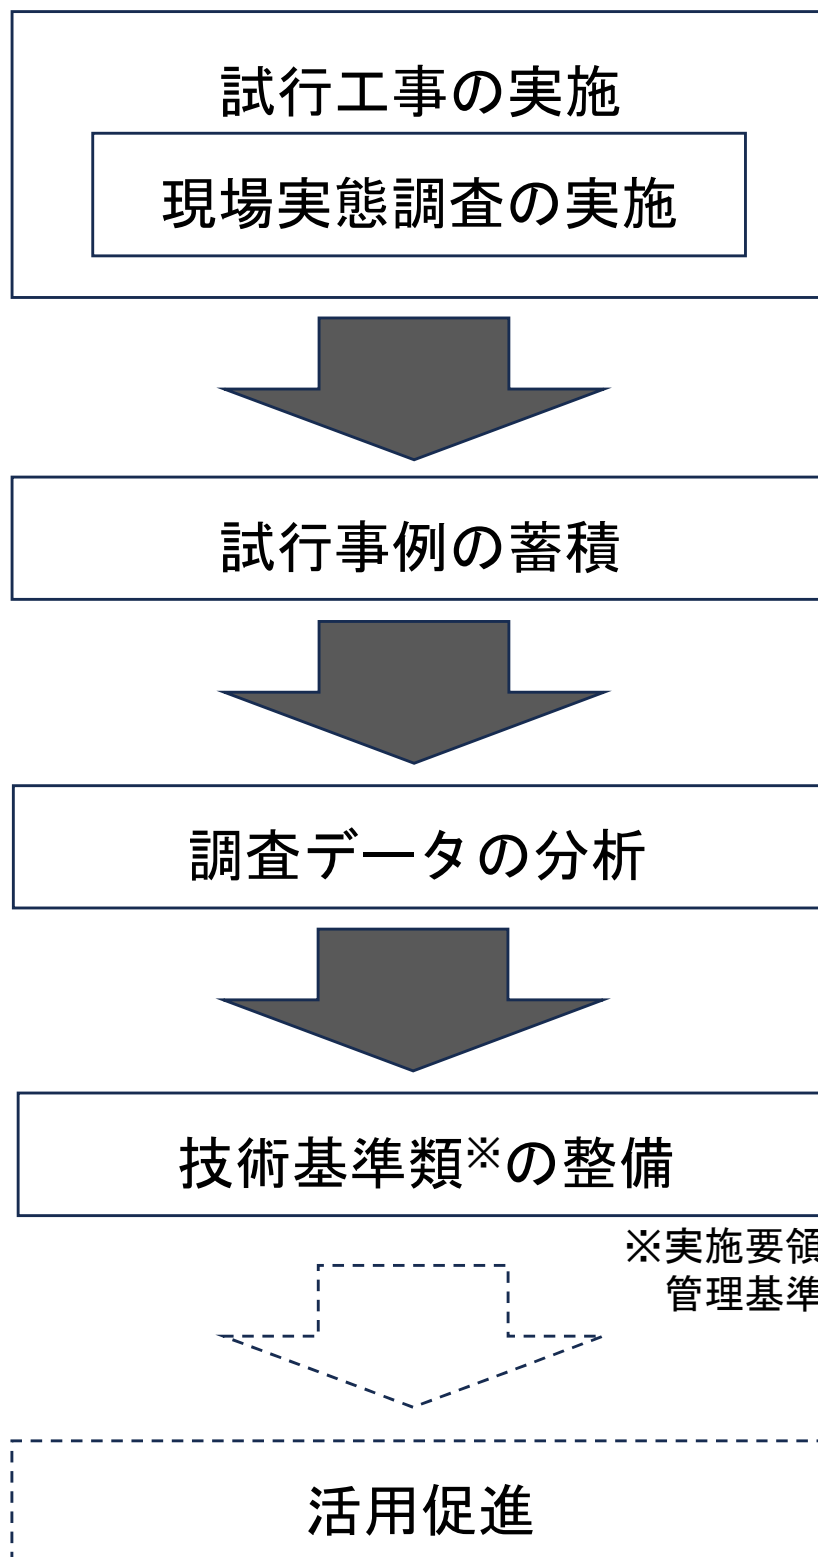 試行工事の実施
現場実態調査の実施
試行事例の蓄積
調査データの分析
技術基準類※の整備
※実施要領
管理基準
活用促進